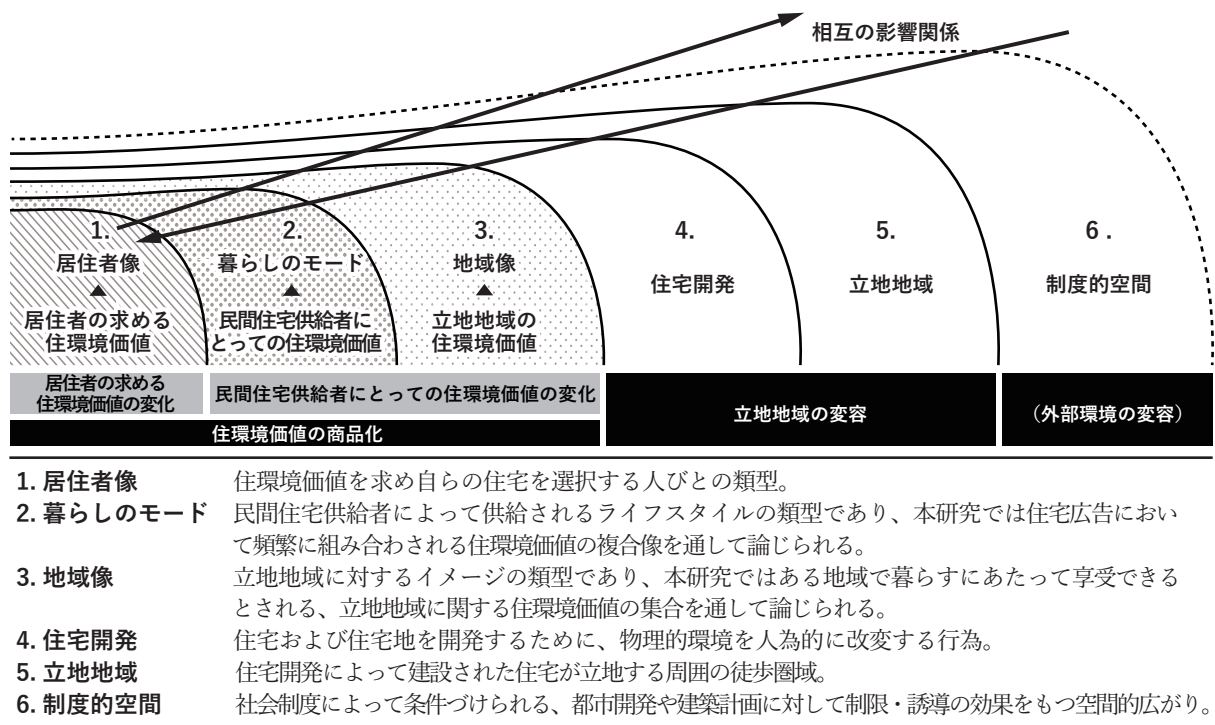 相互の影響関係
1.
居住者像
▲
居住者の求める
住環境価値
2.
暮らしのモード
▲
民間住宅供給者に
とっての住環境価値
3.
地域像
▲
立地地域の
住環境価値
4.
住宅開発
5.
立地地域
6.
制度的空間
居住者の求める
住環境価値の変化
民間住宅供給者にとっての住環境価値の変化
住環境価値の商品化
立地地域の変容
（外部環境の変容）
1. 居住者像 住環境価値を求め自らの住宅を選択する人びとの類型。
2. 暮らしのモード 民間住宅供給者によって供給されるライフスタイルの類型であり、本研究では住宅広告におい
て頻繁に組み合わされる住環境価値の複合像を通して論じられる。
3. 地域像 立地地域に対するイメージの類型であり、本研究ではある地域で暮らすにあたって享受できる
とされる、立地地域に関する住環境価値の集合を通して論じられる。
4. 住宅開発 住宅および住宅地を開発するために、物理的環境を人為的に改変する行為。
5. 立地地域 住宅開発によって建設された住宅が立地する周囲の徒歩圏域。
6. 制度的空間 社会制度によって条件づけられる、都市開発や建築計画に対して制限・誘導の効果をもつ空間的広がり。